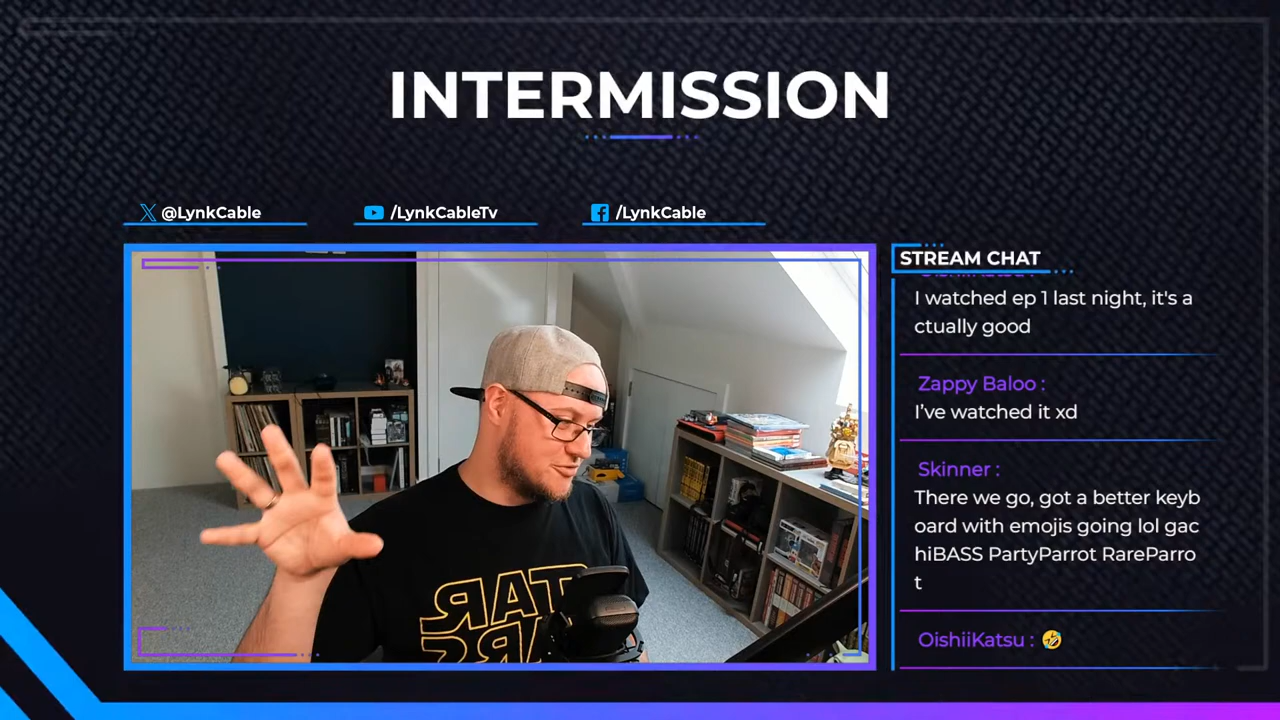 INTERMISSION
@LynkCable
/LynkCableTv
/LynkCable
STREAM CHAT
I watched ep 1 last night, it's a
ctually good
Zappy Baloo :
I’ve watched it xd
Skinner :
There we go, got a better keyb
oard with emojis going lol gac
hiBASS PartyParrot RareParro
t
OishiiKatsu : 🤣